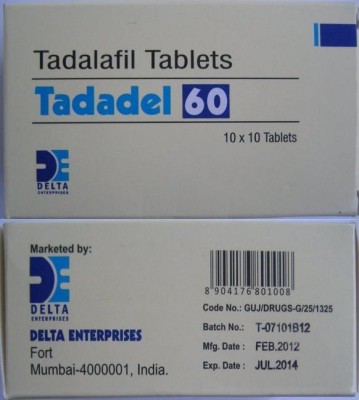 Tadalafil Tablets
Tadadel 60
10 x 10 Tablets
DELTA
ENTERPRISES
Marketed by:
DELTA
ENTERPRISES
DELTA ENTERPRISES
Fort
Mumbai-4000001, India.
8 904176 801008
Code No.: GUJ/DRUGS-G/25/1325
Batch No.: T-07101B12
Mfg. Date : FEB.2012
Exp. Date : JUL.2014